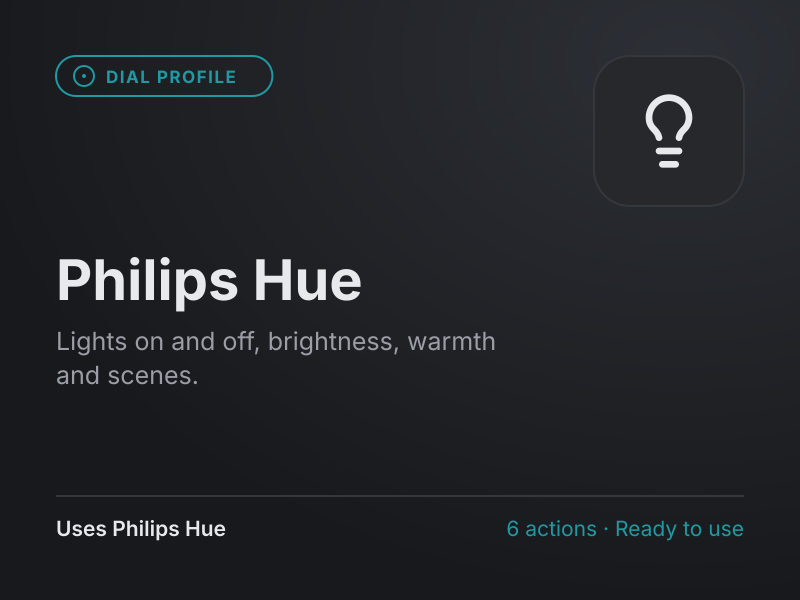 DIAL PROFILE
Philips Hue
Lights on and off, brightness, warmth
and scenes.
Uses Philips Hue
6 actions · Ready to use